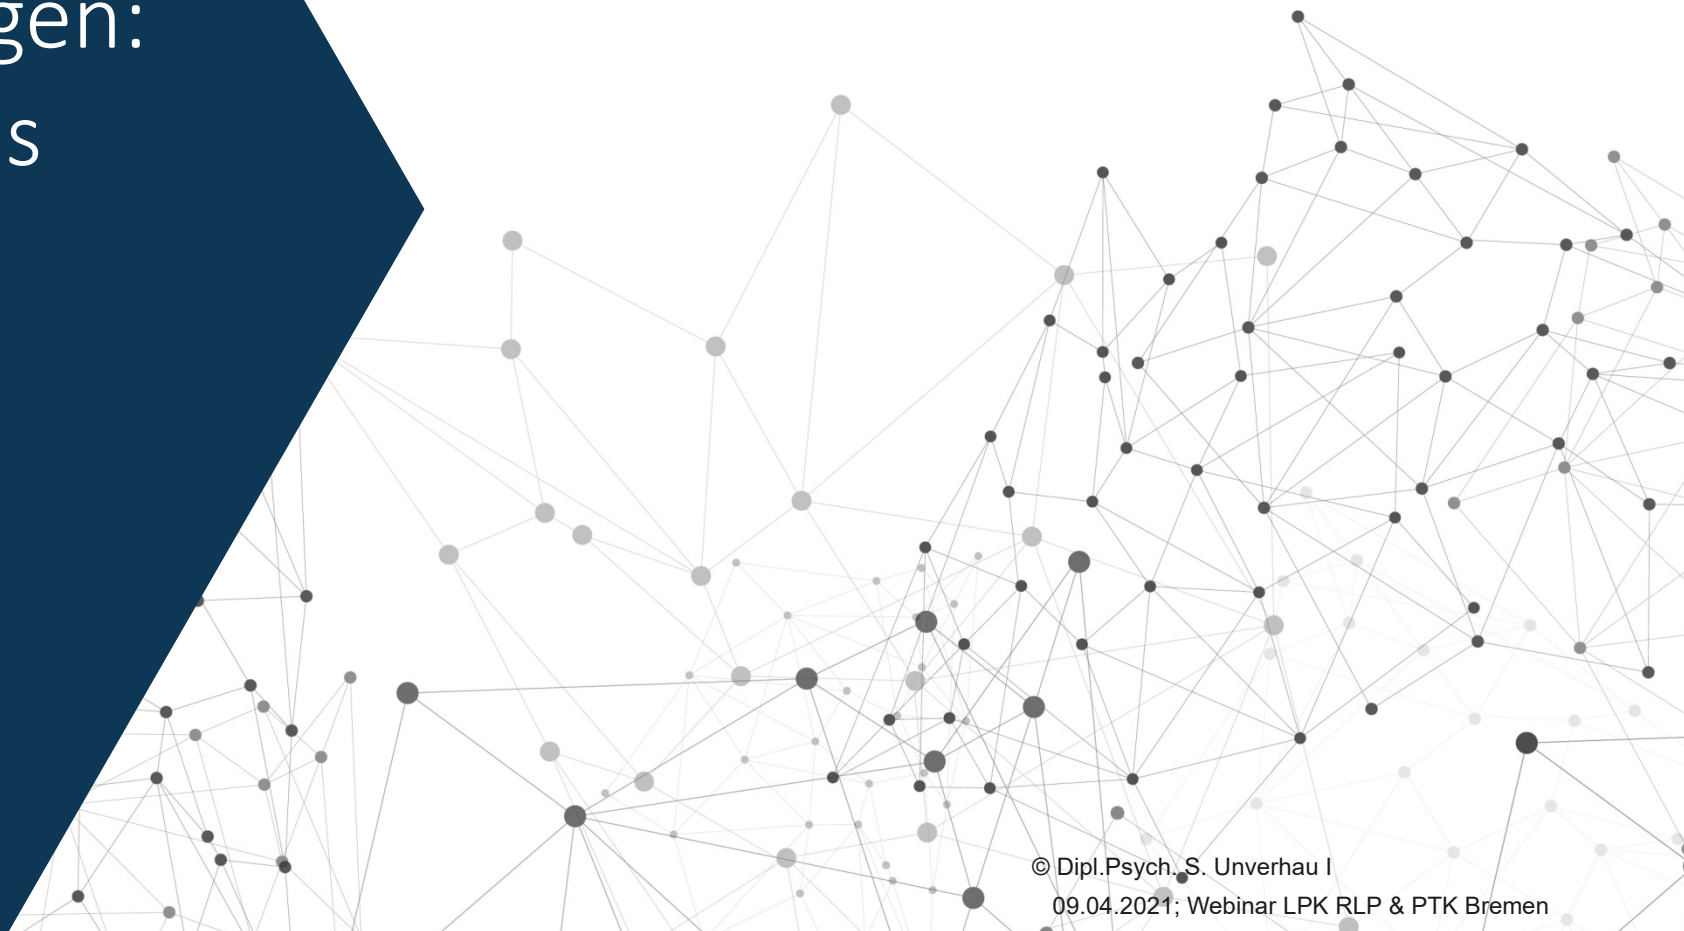 gen:
s
© Dipl.Psych. S. Unverhau I
09.04.2021; Webinar LPK RLP & PTK Bremen